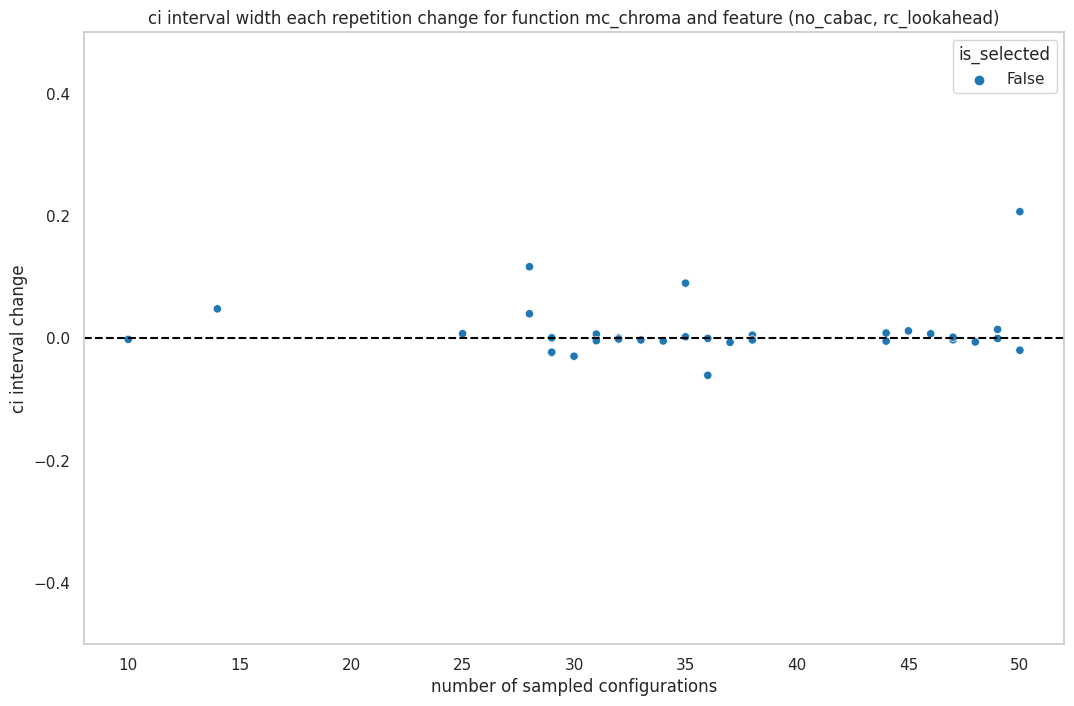 ci interval width each repetition change for function mc_chroma and feature (no_cabac, rc_lookahead)
is_selected
False
ci interval change
0.4
0.2
0.0
−0.2
−0.4
10 15 20 25 30 35 40 45 50
number of sampled configurations